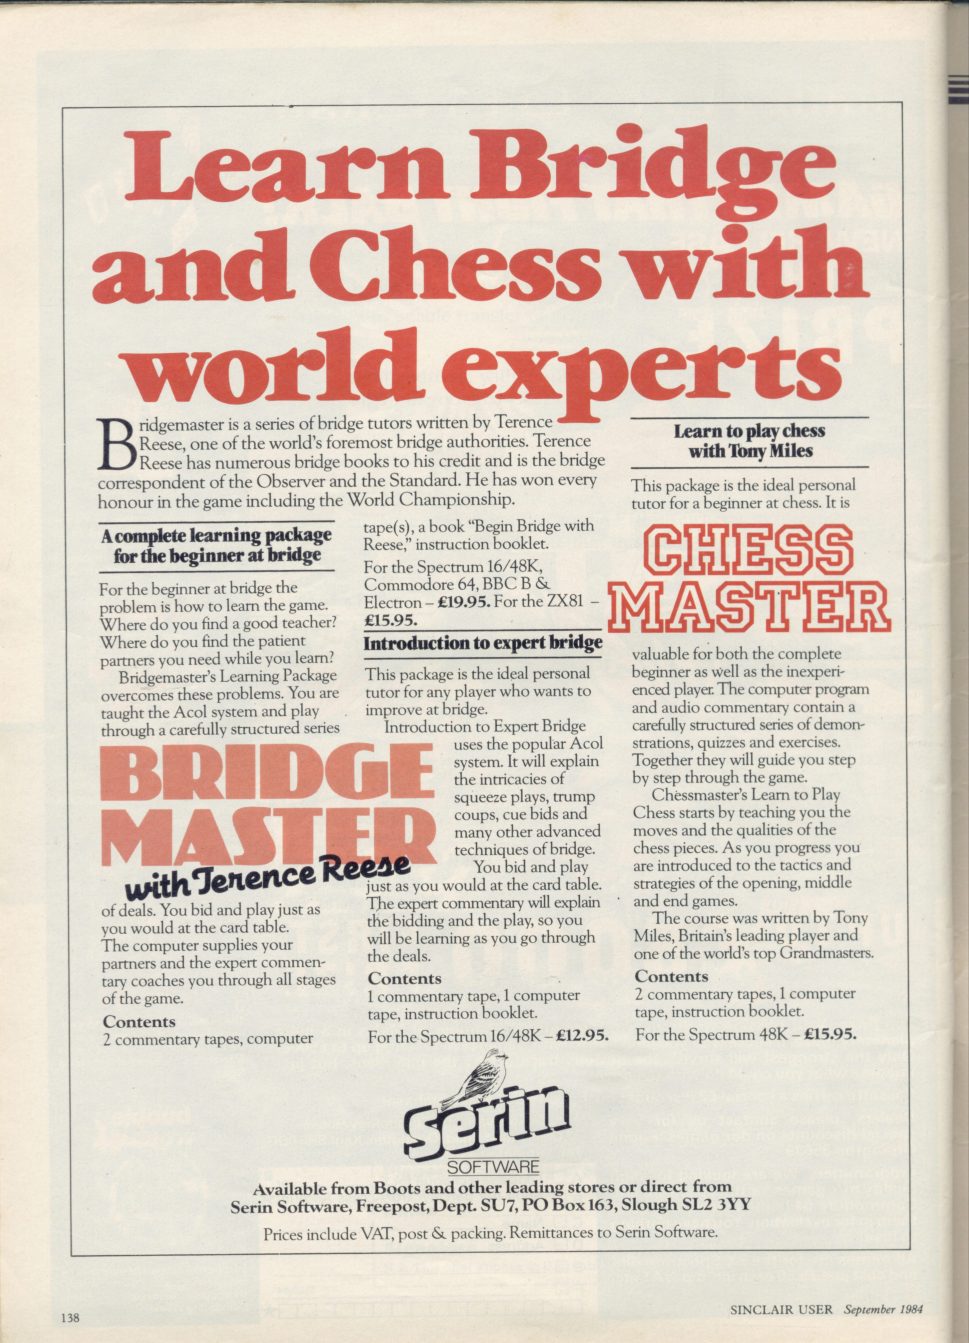 Learn Bridge
and Chess with
world experts
Bridgemaster is a series of bridge tutors written by Terence
Reese, one of the world's foremost bridge authorities. Terence
Reese has numerous bridge books to his credit and is the bridge
correspondent of the Observer and the Standard. He has won every
honour in the game including the World Championship.
A complete learning package
for the beginner at bridge
For the beginner at bridge the
problem is how to learn the game.
Where do you find a good teacher?
Where do you find the patient
partners you need while you learn?
Bridgemaster's Learning Package
overcomes these problems. You are
taught the Acol system and play
through a carefully structured series
BRIDGE
MASTER
with Terence Reese
of deals. You bid and play just as
you would at the card table.
The computer supplies your
partners and the expert commen-
tary coaches you through all stages
of the game.
Contents
2 commentary tapes, computer
tape(s), a book "Begin Bridge with
Reese," instruction booklet.
For the Spectrum 16/48K,
Commodore 64, BBC B &
Electron – £19.95. For the ZX81 –
£15.95.
Introduction to expert bridge
This package is the ideal personal
tutor for any player who wants to
improve at bridge.
Introduction to Expert Bridge
uses the popular Acol
system. It will explain
the intricacies of
squeeze plays, trump
coups, cue bids and
many other advanced
techniques of bridge.
You bid and play
just as you would at the card table.
The expert commentary will explain
the bidding and the play, so you
will be learning as you go through
the deals.
Contents
1 commentary tape, 1 computer
tape, instruction booklet.
For the Spectrum 16/48K – £12.95.
Learn to play chess
with Tony Miles
This package is the ideal personal
tutor for a beginner at chess. It is
CHESS
MASTER
valuable for both the complete
beginner as well as the inexperi-
enced player. The computer program
and audio commentary contain a
carefully structured series of demon-
strations, quizzes and exercises.
Together they will guide you step
by step through the game.
Chessmaster's Learn to Play
Chess starts by teaching you the
moves and the qualities of the
chess pieces. As you progress you
are introduced to the tactics and
strategies of the opening, middle
and end games.
The course was written by Tony
Miles, Britain's leading player and
one of the world's top Grandmasters.
Contents
2 commentary tapes, 1 computer
tape, instruction booklet.
For the Spectrum 48K – £15.95.
Serin
SOFTWARE
Available from Boots and other leading stores or direct from
Serin Software, Freepost, Dept. SU7, PO Box 163, Slough SL2 3YY
Prices include VAT, post & packing. Remittances to Serin Software.
138
SINCLAIR USER September 1984